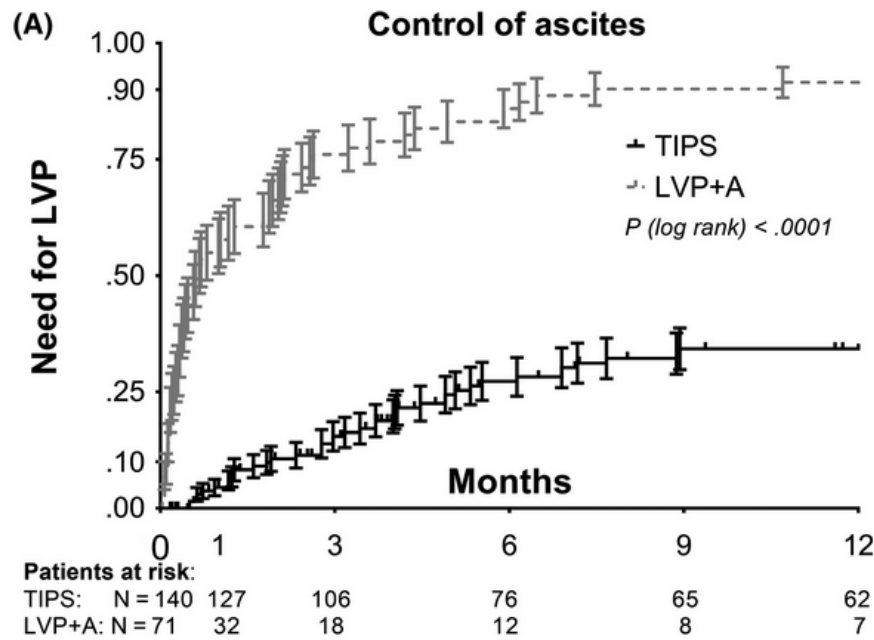 (A)
Control of ascites
Need for LVP
1.00
.90
.75
.50
.25
.10
.00
TIPS
LVP+A
P (log rank) < .0001
Months
0 1 3 6 9 12
Patients at risk:
TIPS: N = 140 127 106 76 65 62
LVP+A: N = 71 32 18 12 8 7